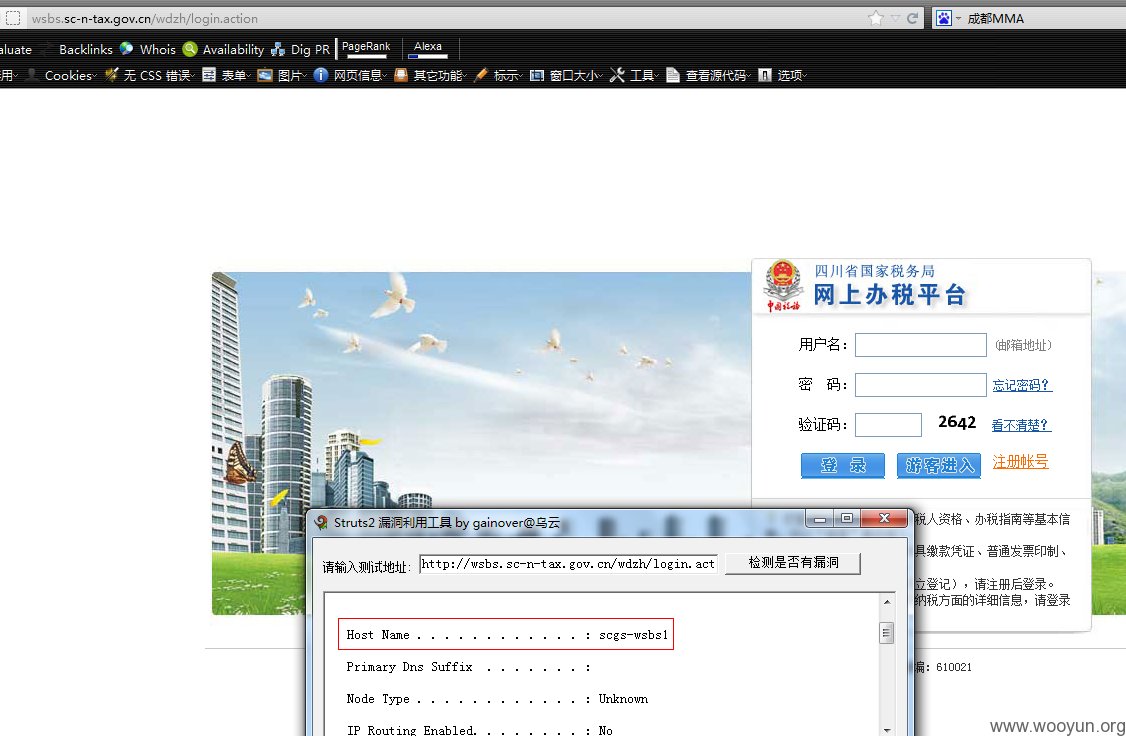 wsbs.sc-n-tax.gov.cn/wdzh/login.action
成都MMA
aluate Backlinks Whois Availability Dig PR PageRank Alexa
用 Cookies 无 CSS 错误 表单 图片 网页信息 其它功能 标示 窗口大小 工具 查看源代码 选项
四川省国家税务局
网上办税平台
中国税务
用户名： （邮箱地址）
密 码： 忘记密码？
验证码： 2642 看不清楚？
登 录 游客进入 注册帐号
税人资格、办税指南等基本信
具缴款凭证、普通发票印制、
立登记），请注册后登录。
纳税方面的详细信息，请登录
编：610021
Struts2 漏洞利用工具 by gainover@乌云
请输入测试地址: http://wsbs.sc-n-tax.gov.cn/wdzh/login.act 检测是否有漏洞
Host Name . . . . . . . . . . . . : scgs-wsbs1
Primary Dns Suffix . . . . . . . :
Node Type . . . . . . . . . . . . : Unknown
IP Routing Enabled. . . . . . . . : No
www.wooyun.org